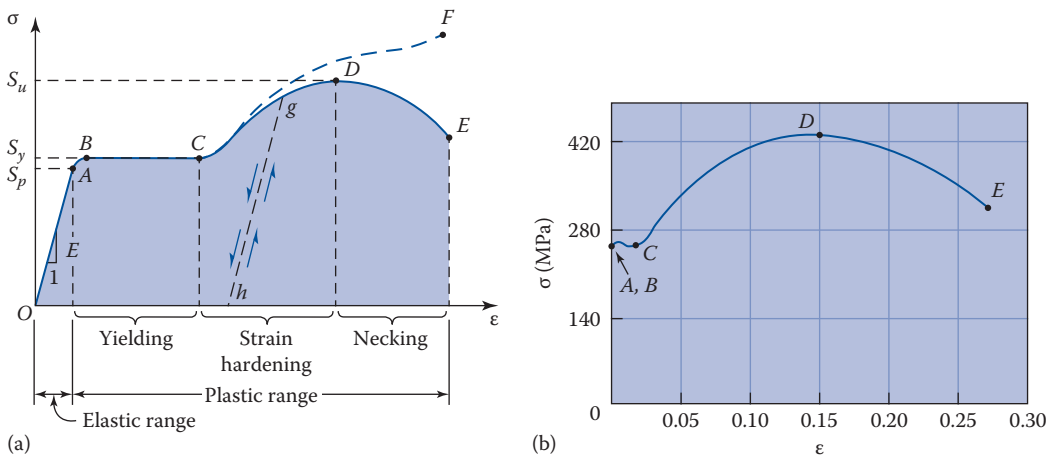 σ
F
D
S_u
g
E
S_y
B
C
S_p
A
E
1
O
h
ε
Yielding
Strain
hardening
Necking
Plastic range
Elastic range
(a)
σ (MPa)
420
280
140
0
D
E
C
A, B
0.05 0.10 0.15 0.20 0.25 0.30
ε
(b)